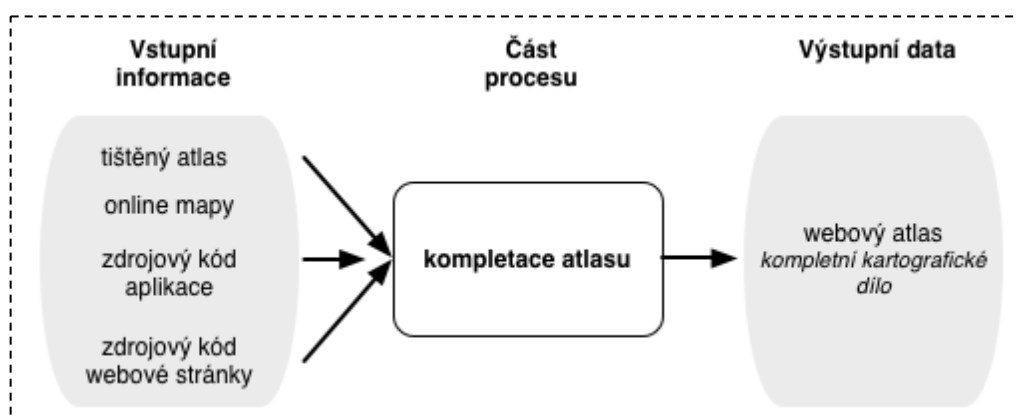 Vstupní
informace
Část
procesu
Výstupní data
tištěný atlas
online mapy
zdrojový kód
aplikace
zdrojový kód
webové stránky
kompletace atlasu
webový atlas
kompletní kartografické
dílo